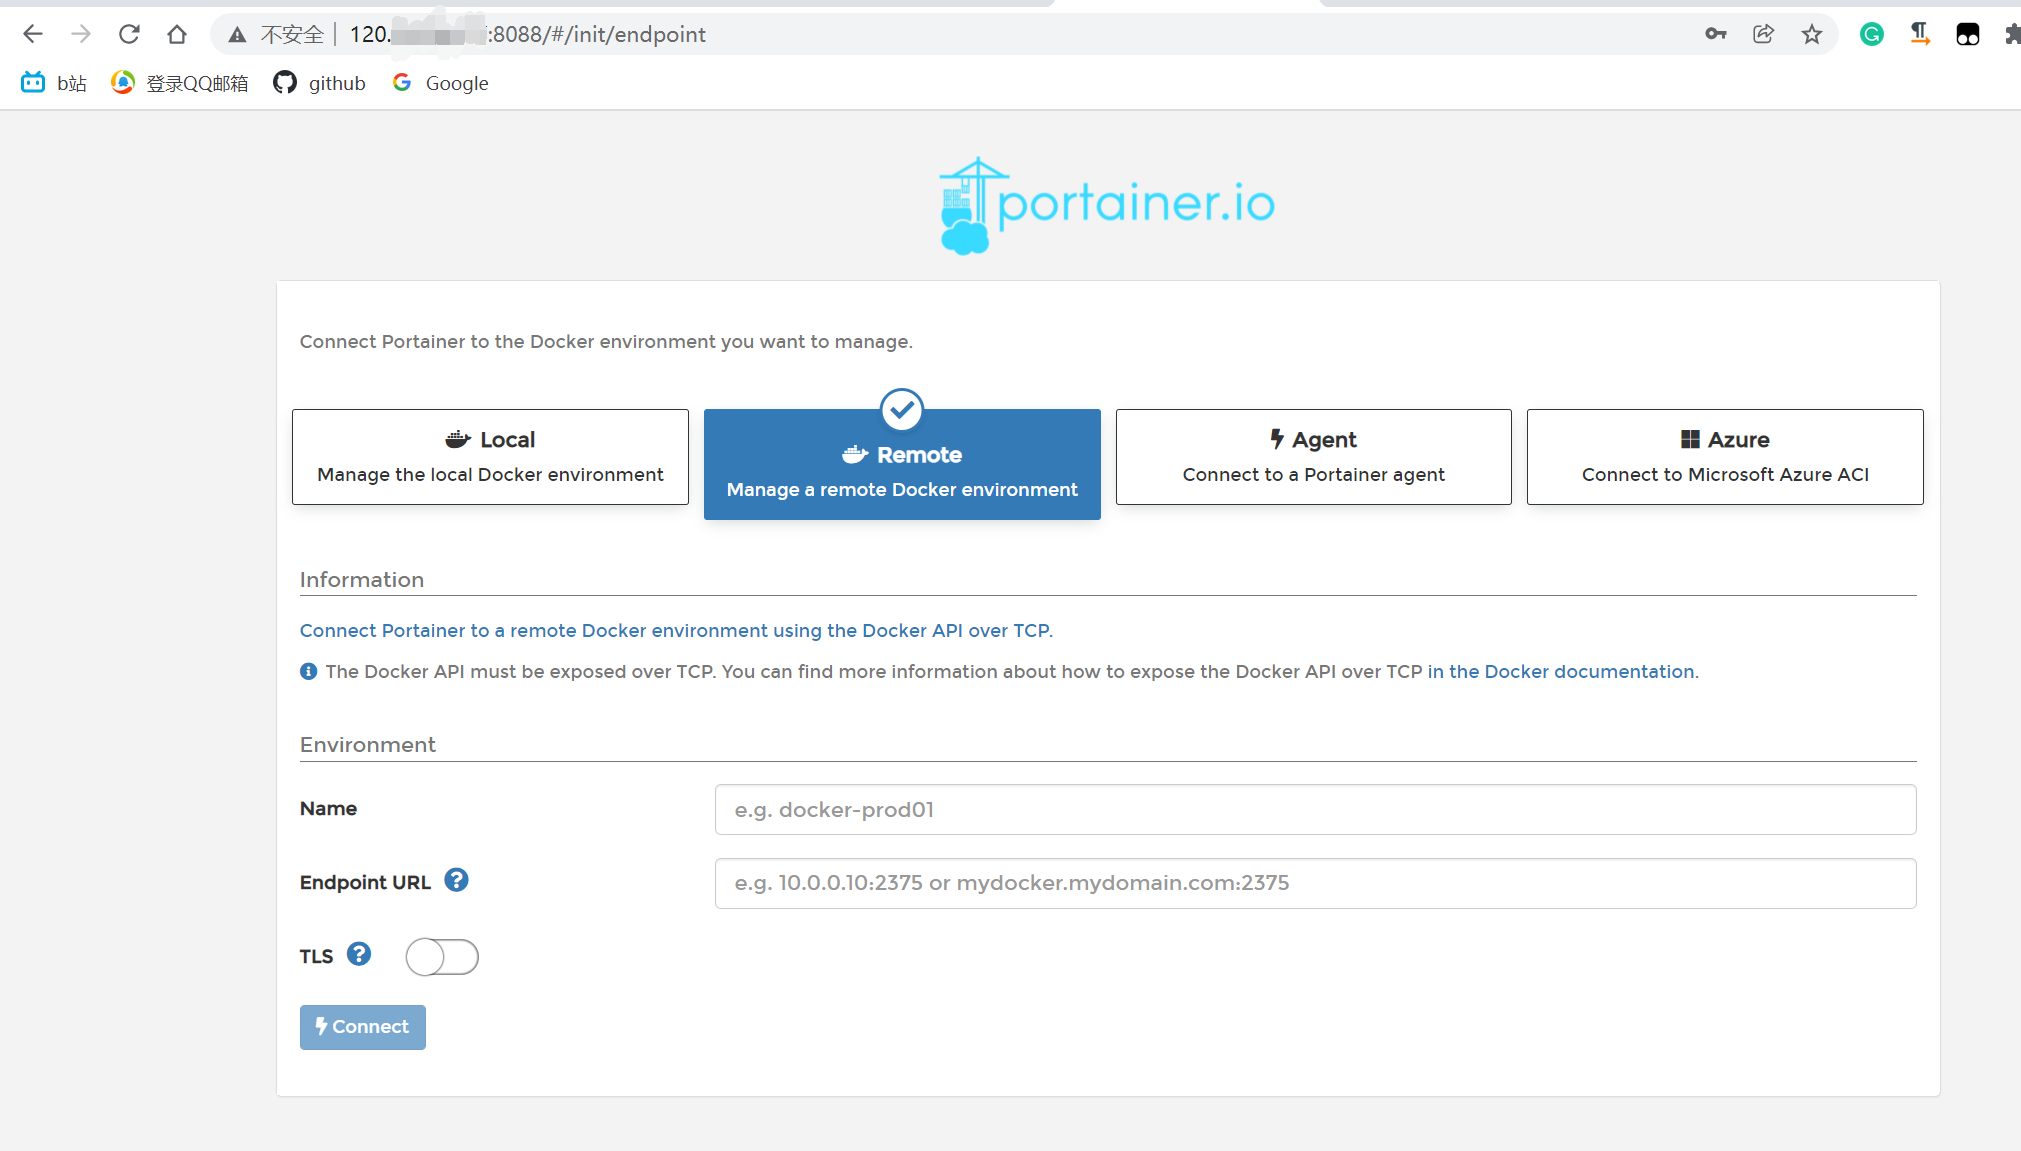 不安全 120. :8088/#/init/endpoint
b站 登录QQ邮箱 github Google
portainer.io
Connect Portainer to the Docker environment you want to manage.
Local
Manage the local Docker environment
Remote
Manage a remote Docker environment
Agent
Connect to a Portainer agent
Azure
Connect to Microsoft Azure ACI
Information
Connect Portainer to a remote Docker environment using the Docker API over TCP.
The Docker API must be exposed over TCP. You can find more information about how to expose the Docker API over TCP in the Docker documentation.
Environment
Name
e.g. docker-prod01
Endpoint URL
e.g. 10.0.0.10:2375 or mydocker.mydomain.com:2375
TLS
Connect